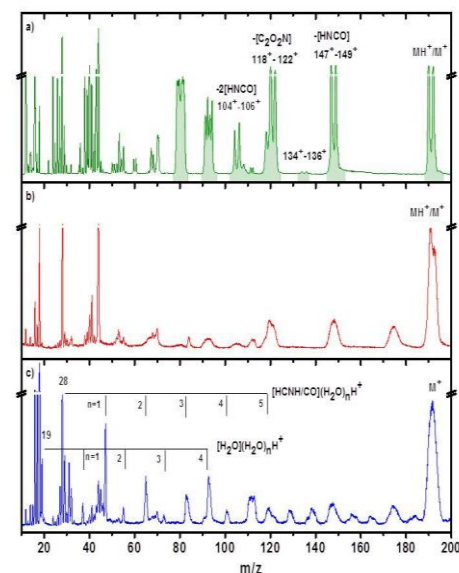 a)
-[C₂O₂N]
118⁺-122⁺
-[HNCO]
147⁺-149⁺
MH⁺/M⁺
-2[HNCO]
104⁺-106⁺
134⁺-136⁺
b)
MH⁺/M⁺
c)
28
[HCNH/CO](H₂O)ₙH⁺
M⁺
n=1 2 3 4 5
19
[H₂O](H₂O)ₙH⁺
n=1 2 3 4
20 40 60 80 100 120 140 160 180 200
m/z